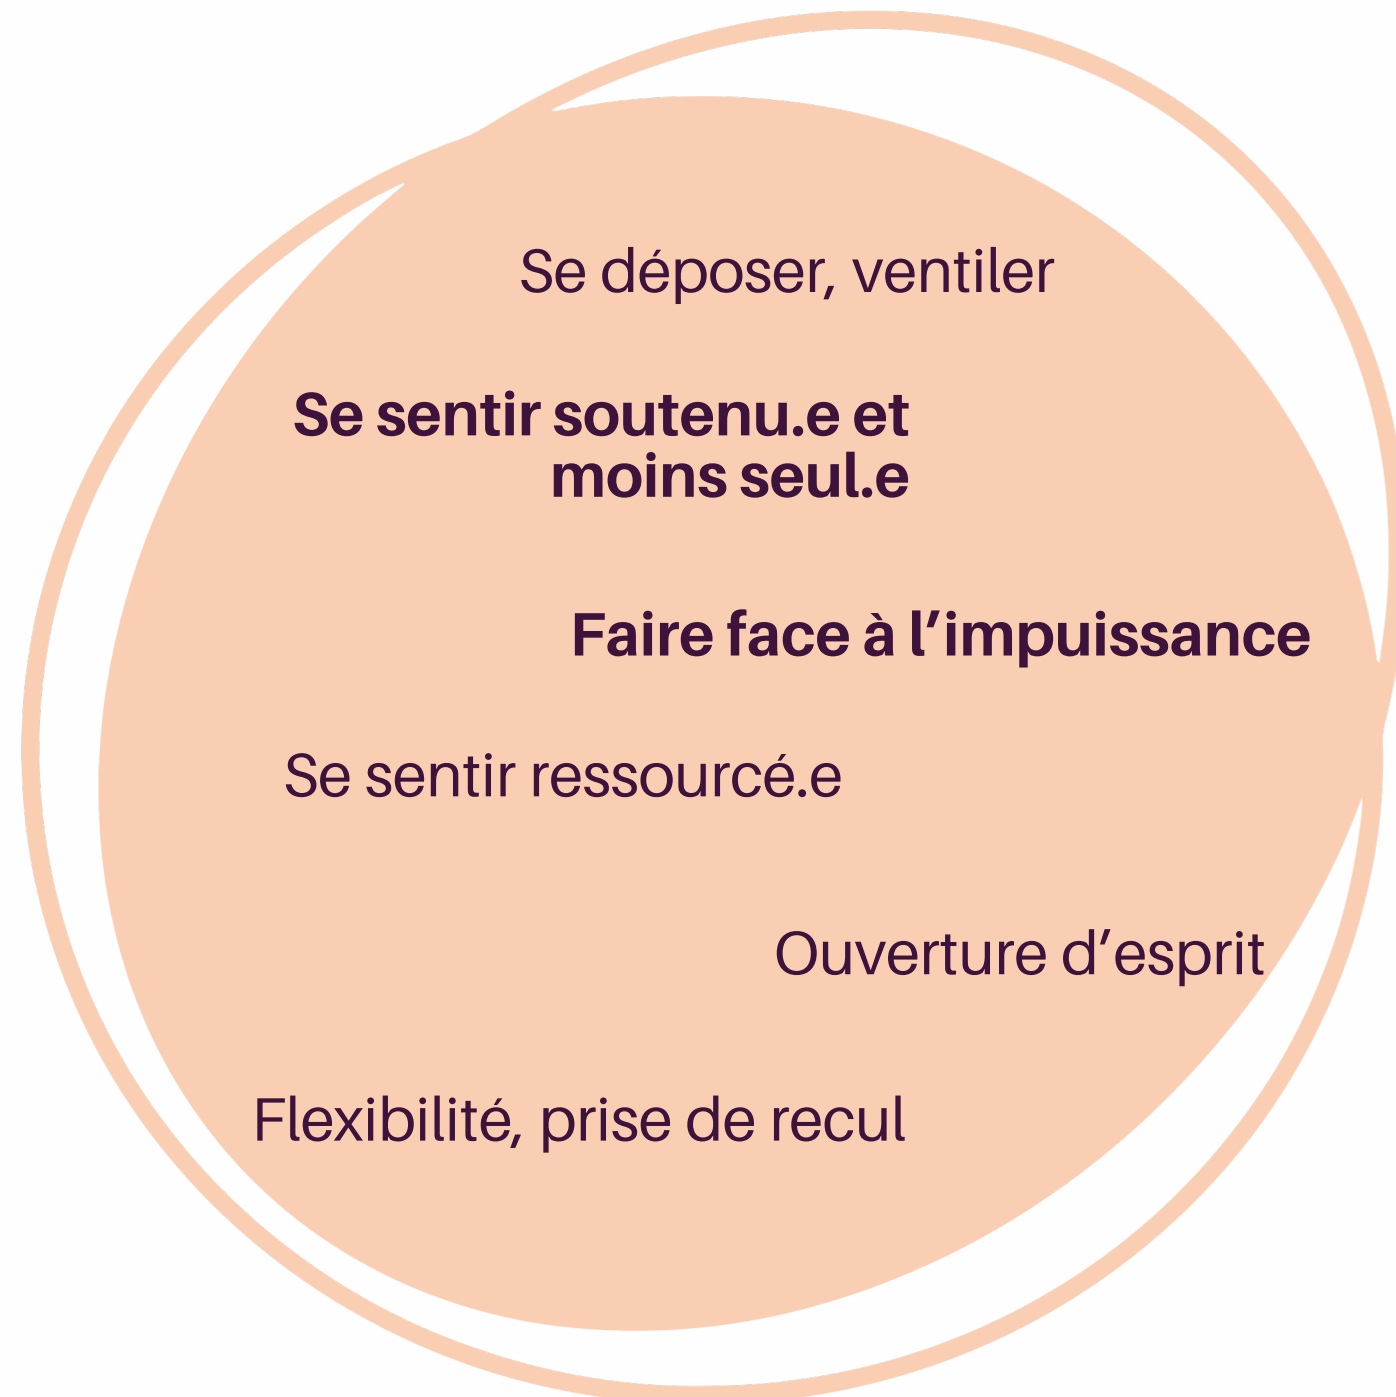 Se déposer, ventiler
Se sentir soutenu.e et
moins seul.e
Faire face à l’impuissance
Se sentir ressourcé.e
Ouverture d’esprit
Flexibilité, prise de recul